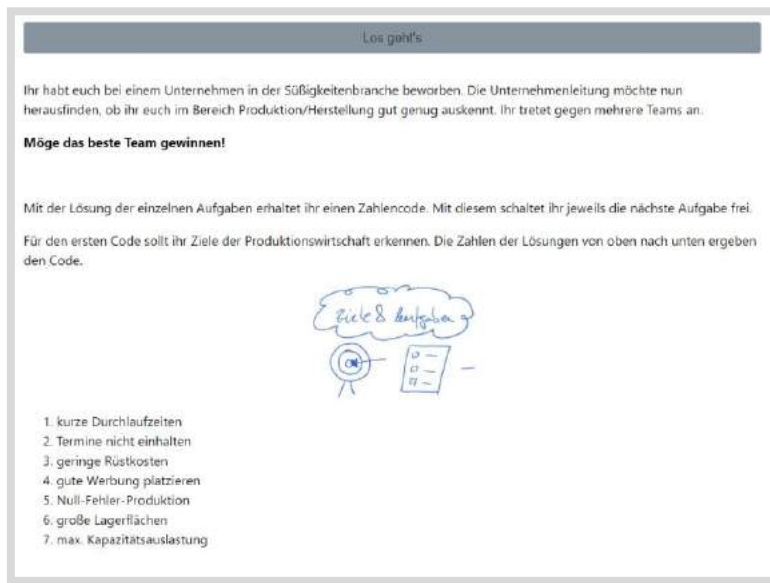 Los geht's
Ihr habt euch bei einem Unternehmen in der Süßigkeitenbranche beworben. Die Unternehmenleitung möchte nun
herausfinden, ob ihr euch im Bereich Produktion/Herstellung gut genug auskennt. Ihr tretet gegen mehrere Teams an.
Möge das beste Team gewinnen!
Mit der Lösung der einzelnen Aufgaben erhaltet ihr einen Zahlencode. Mit diesem schaltet ihr jeweils die nächste Aufgabe frei.
Für den ersten Code sollt ihr Ziele der Produktionswirtschaft erkennen. Die Zahlen der Lösungen von oben nach unten ergeben
den Code.
Ziele & Aufgaben
1. kurze Durchlaufzeiten
2. Termine nicht einhalten
3. geringe Rüstkosten
4. gute Werbung platzieren
5. Null-Fehler-Produktion
6. große Lagerflächen
7. max. Kapazitätsauslastung